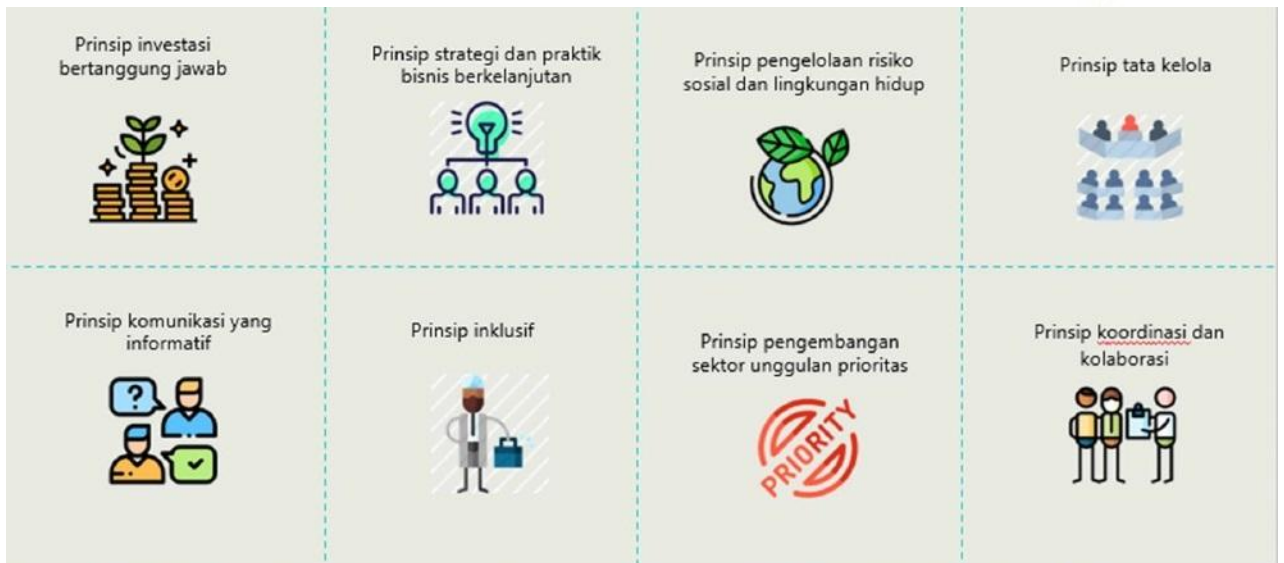 Prinsip investasi
bertanggung jawab
Prinsip strategi dan praktik
bisnis berkelanjutan
Prinsip pengelolaan risiko
sosial dan lingkungan hidup
Prinsip tata kelola
Prinsip komunikasi yang
informatif
?
Prinsip inklusif
Prinsip pengembangan
sektor unggulan prioritas
PRIORITY
Prinsip koordinasi dan
kolaborasi